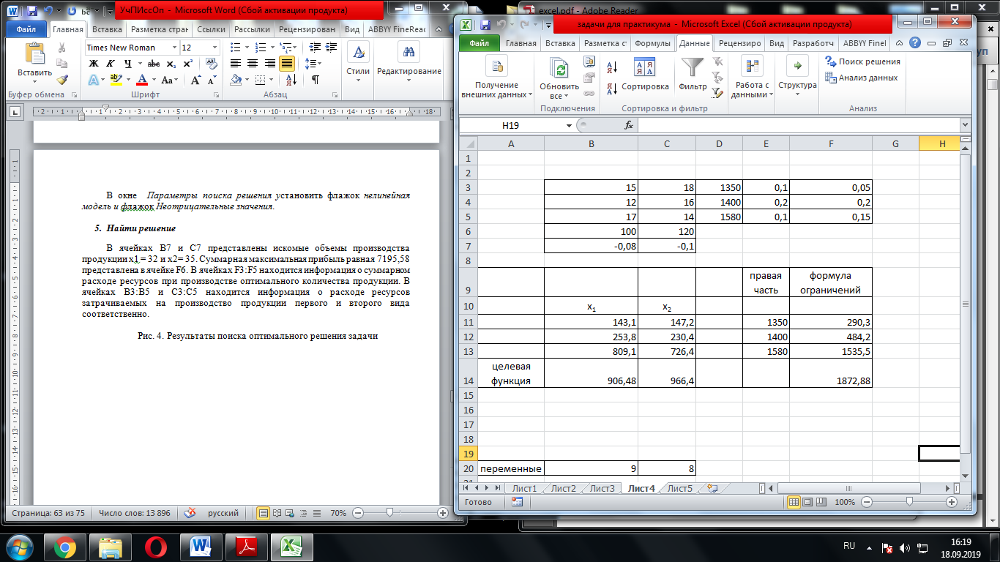 УчПИссОп - Microsoft Word (Сбой активации продукта)
Файл Главная Вставка Разметка стран Ссылки Рассылки Рецензирован Вид ABBYY FineReac
Вставить
Times New Roman 12
Ж К Ч abc x₂ x²
A ab A Aa A A
Стили
Редактирование
Буфер обмена Шрифт Абзац
В окне Параметры поиска решения установить флажок нелинейная
модель и флажок Неотрицательные значения.
5. Найти решение
В ячейках B7 и C7 представлены искомые объемы производства
продукции x1 = 32 и x2= 35. Суммарная максимальная прибыль равная 7195,58
представлена в ячейке F6. В ячейках F3:F5 находится информация о суммарном
расходе ресурсов при производстве оптимального количества продукции. В
ячейках B3:B5 и C3:C5 находится информация о расходе ресурсов
затрачиваемых на производство продукции первого и второго вида
соответственно.
Рис. 4. Результаты поиска оптимального решения задачи
Страница: 63 из 75 Число слов: 13 896 русский 70%
excel.pdf - Adobe Reader
задачи для практикума - Microsoft Excel (Сбой активации продукта)
Файл Главная Вставка Разметка с Формулы Данные Рецензиро Вид Разработч ABBYY Finel
Получение
внешних данных
Обновить
все
Сортировка
Фильтр
Работа с
данными
Структура
Поиск решения
Анализ данных
Подключения Сортировка и фильтр Анализ
H19 fx
A B C D E F G H
1
2
3 15 18 1350 0,1 0,05
4 12 16 1400 0,2 0,2
5 17 14 1580 0,1 0,15
6 100 120
7 -0,08 -0,1
8
9 правая часть формула ограничений
10 x₁ x₂
11 143,1 147,2 1350 290,3
12 253,8 230,4 1400 484,2
13 809,1 726,4 1580 1535,5
14 целевая функция 906,48 966,4 1872,88
15
16
17
18
19
20 переменные 9 8
Лист1 Лист2 Лист3 Лист4 Лист5
Готово 100%
RU
16:19
18.09.2019